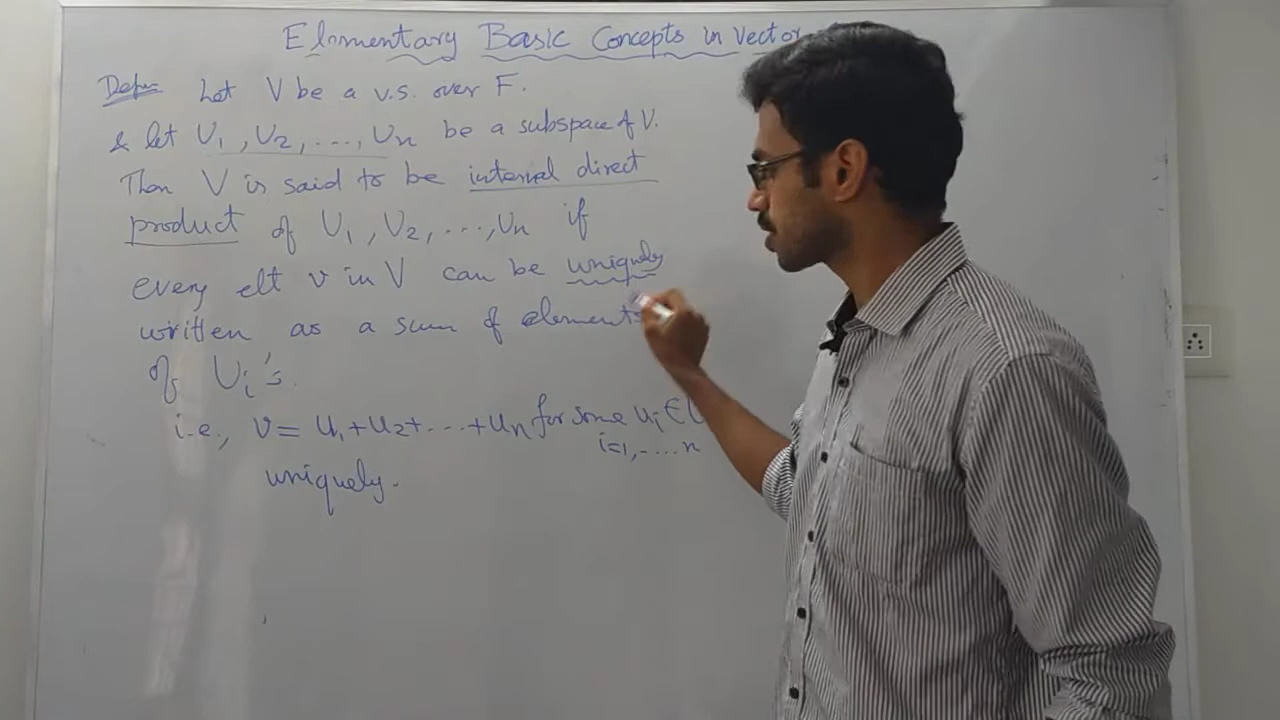 Elementary Basic Concepts in Vector
Defn Let V be a v.s. over F.
& let U₁, U₂, ..., Uₙ be a subspace of V.
Then V is said to be internal direct
product of U₁, U₂, ..., Uₙ if
every elt v in V can be uniquely
written as a sum of elements
of Uᵢ's.
i.e., v = u₁+u₂+...+uₙ for some uᵢ ∈ U
i=1,....n
uniquely.